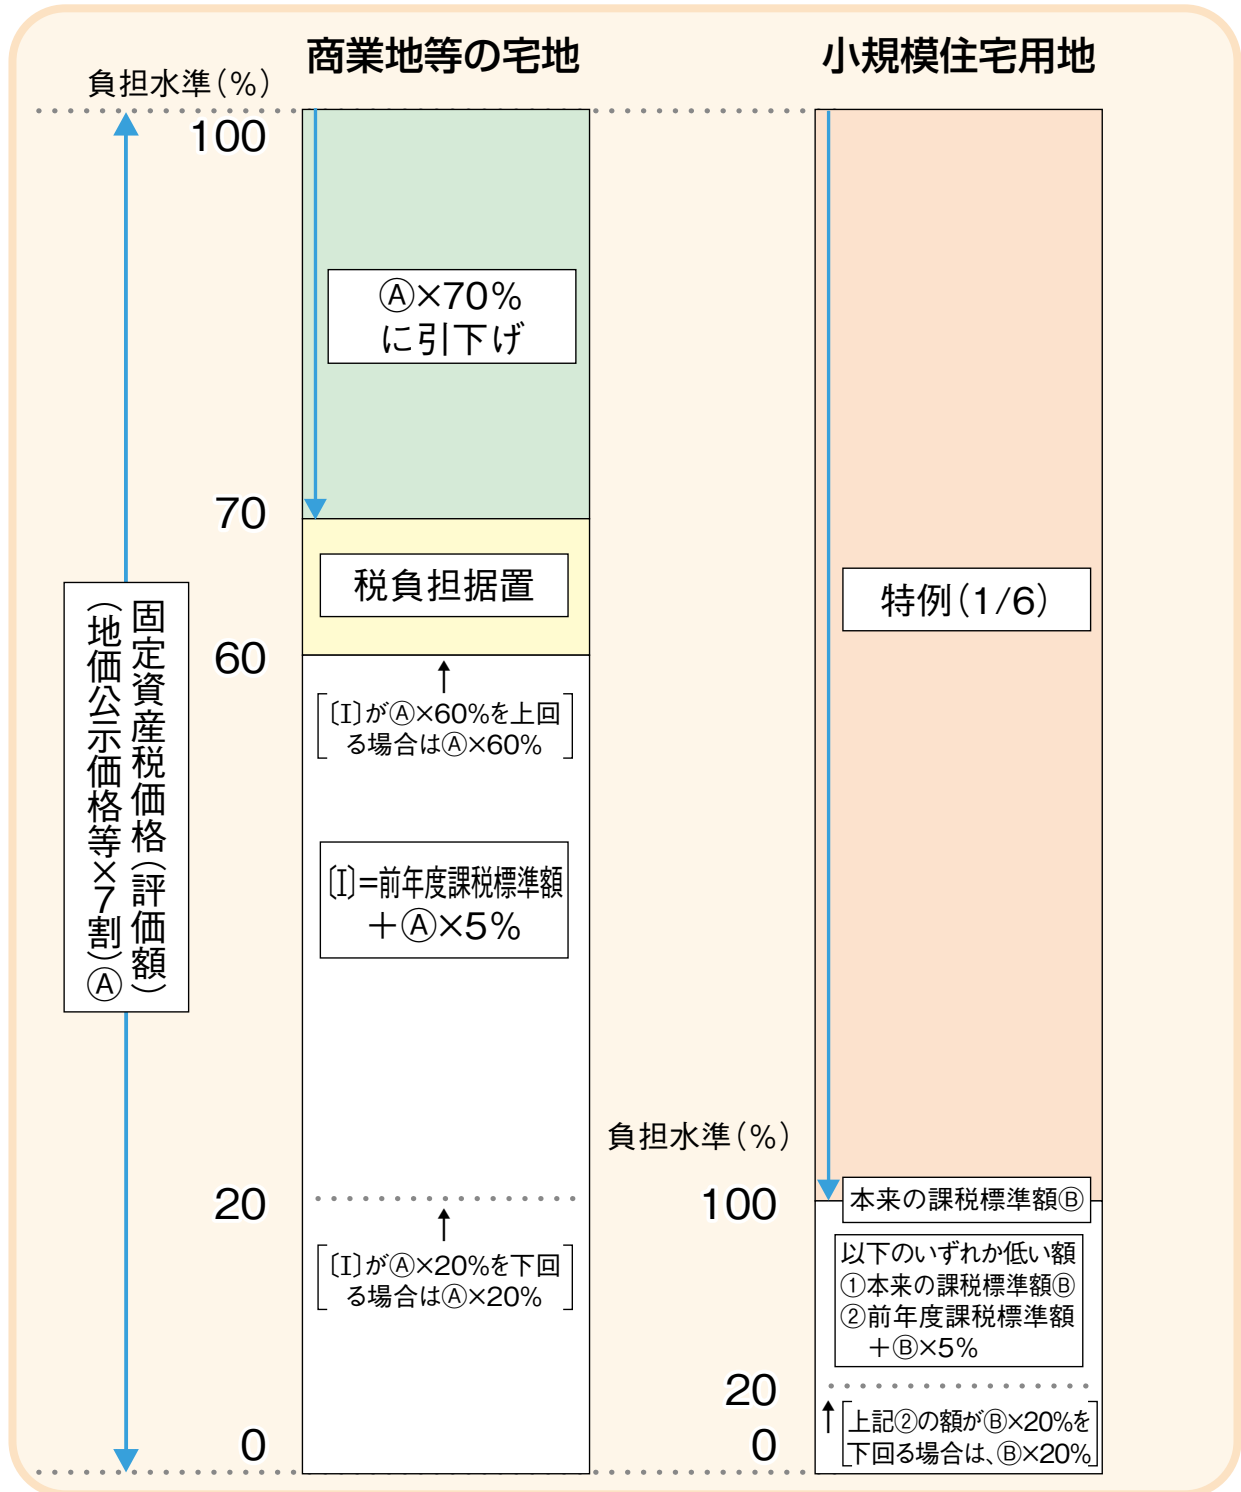 商業地等の宅地
小規模住宅用地
負担水準(%)
100
Ⓐ×70%
に引下げ
70
税負担据置
60
〔Ⅰ〕がⒶ×60%を上回
る場合はⒶ×60%
〔Ⅰ〕=前年度課税標準額
+Ⓐ×5%
20
〔Ⅰ〕がⒶ×20%を下回
る場合はⒶ×20%
0
固定資産税価格(評価額)
(地価公示価格等×7割)Ⓐ
特例(1/6)
負担水準(%)
100
本来の課税標準額Ⓑ
以下のいずれか低い額
①本来の課税標準額Ⓑ
②前年度課税標準額
+Ⓑ×5%
20
上記②の額がⒷ×20%を
下回る場合は、Ⓑ×20%
0